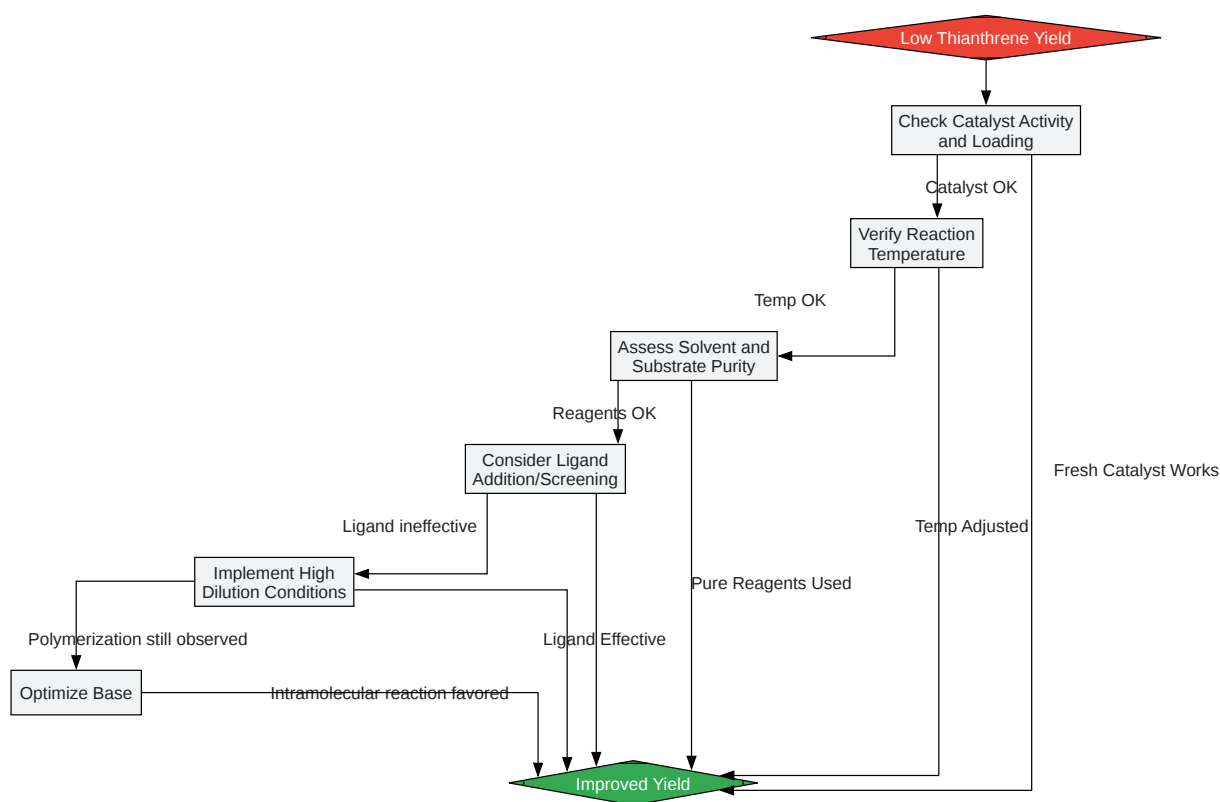 Low Thianthrene Yield
Check Catalyst Activity
and Loading
Catalyst OK
Verify Reaction
Temperature
Temp OK
Assess Solvent and
Substrate Purity
Reagents OK
Consider Ligand
Addition/Screening
Fresh Catalyst Works
Ligand ineffective
Temp Adjusted
Implement High
Dilution Conditions
Pure Reagents Used
Polymerization still observed
Ligand Effective
Optimize Base
Intramolecular reaction favored
Improved Yield